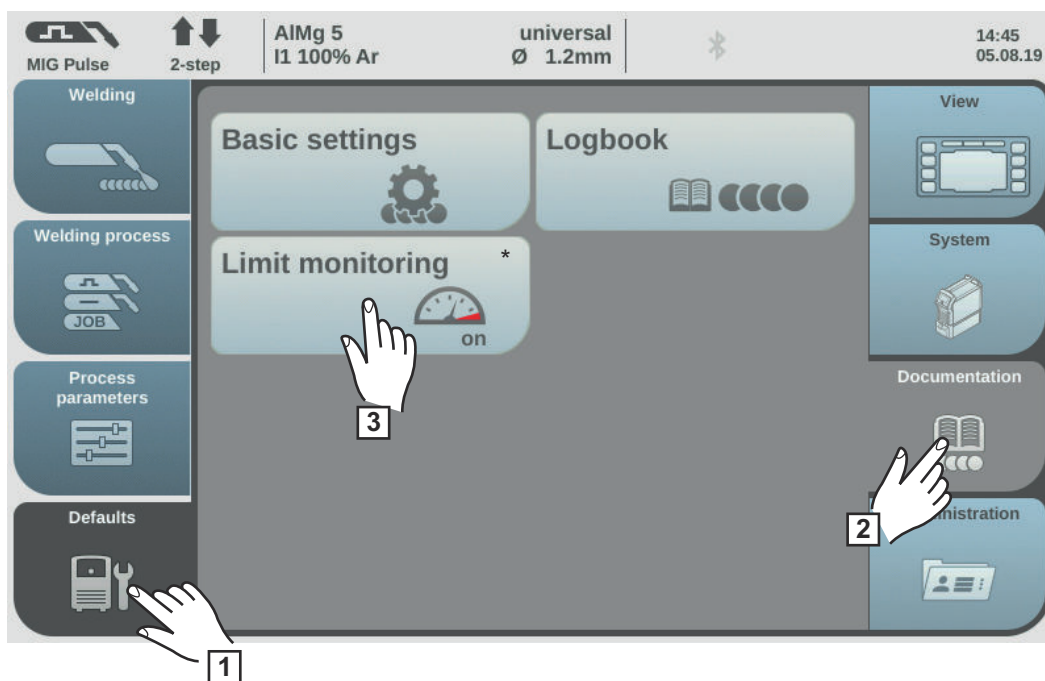 MIG Pulse
2-step
AlMg 5
I1 100% Ar
universal
Ø 1.2mm
14:45
05.08.19
Welding
Welding process
JOB
Process
parameters
Defaults
Basic settings
Logbook
Limit monitoring *
on
View
System
Documentation
nistration
1
2
3